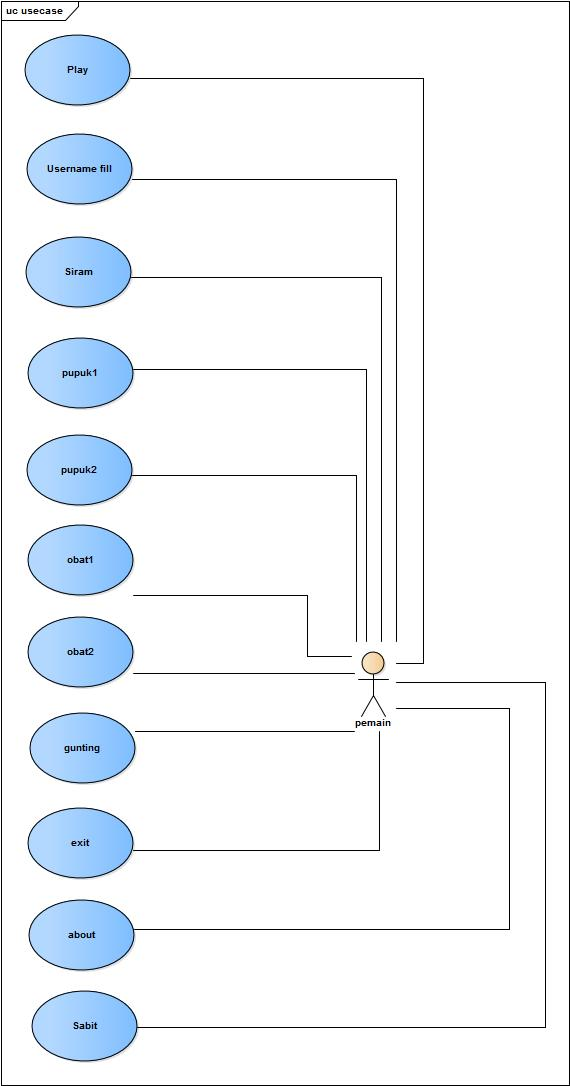 uc usecase
Play
Username fill
Siram
pupuk1
pupuk2
obat1
obat2
pemain
gunting
exit
about
Sabit